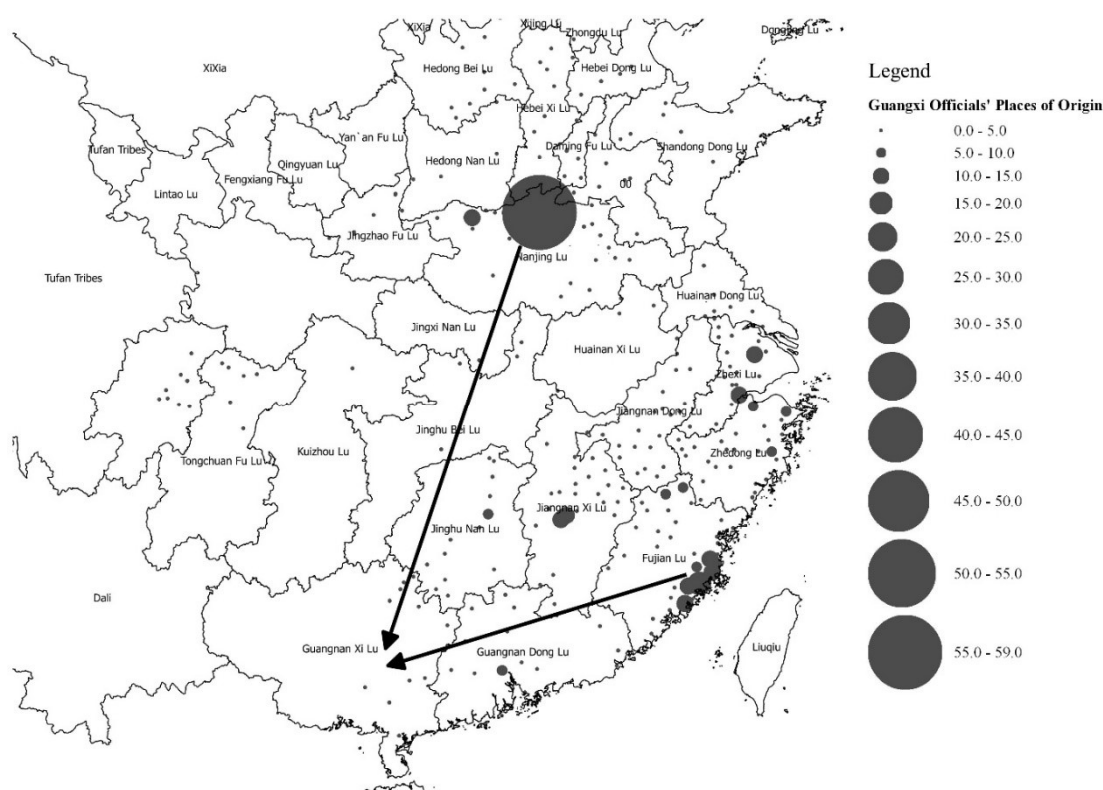 XiXia
Xijing Lu
Zhongdu Lu
Dongjing Lu
XiXia
Hedong Bei Lu
Hebei Dong Lu
Hebei Xi Lu
Tufan Tribes
Yan`an Fu Lu
Daming Fu Lu
Shandong Dong Lu
Qingyuan Lu
Hedong Nan Lu
Lintao Lu
Fengxiang Fu Lu
00
Jingzhao Fu Lu
Nanjing Lu
Tufan Tribes
Huainan Dong Lu
Jingxi Nan Lu
Huainan Xi Lu
Zhexi Lu
Jiangnan Dong Lu
Jinghu Bei Lu
Tongchuan Fu Lu
Kuizhou Lu
Zhedong Lu
Jiangnan Xi Lu
Jinghu Nan Lu
Fujian Lu
Dali
Guangnan Xi Lu
Guangnan Dong Lu
Liuqiu
Legend
Guangxi Officials' Places of Origin
0.0 - 5.0
5.0 - 10.0
10.0 - 15.0
15.0 - 20.0
20.0 - 25.0
25.0 - 30.0
30.0 - 35.0
35.0 - 40.0
40.0 - 45.0
45.0 - 50.0
50.0 - 55.0
55.0 - 59.0